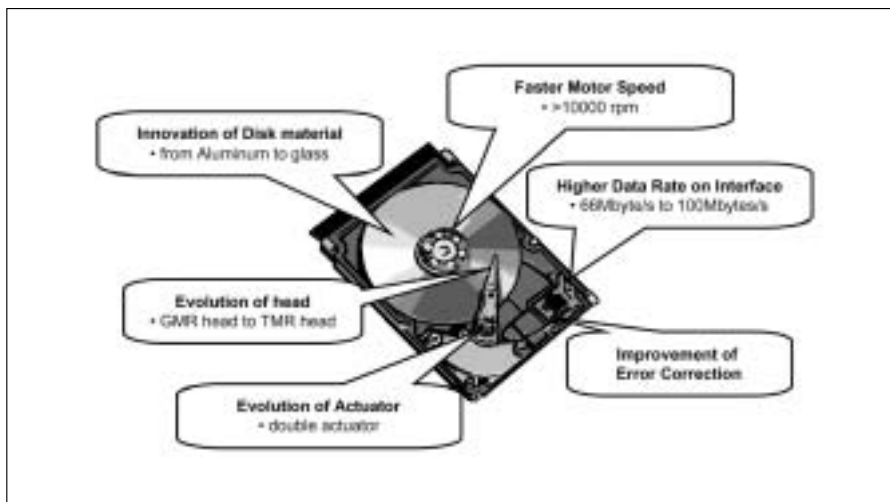 Faster Motor Speed
• >10000 rpm
Innovation of Disk material
• from Aluminum to glass
Higher Data Rate on Interface
• 66Mbyte/s to 100Mbytes/s
Evolution of head
• GMR head to TMR head
Improvement of
Error Correction
Evolution of Actuator
• double actuator